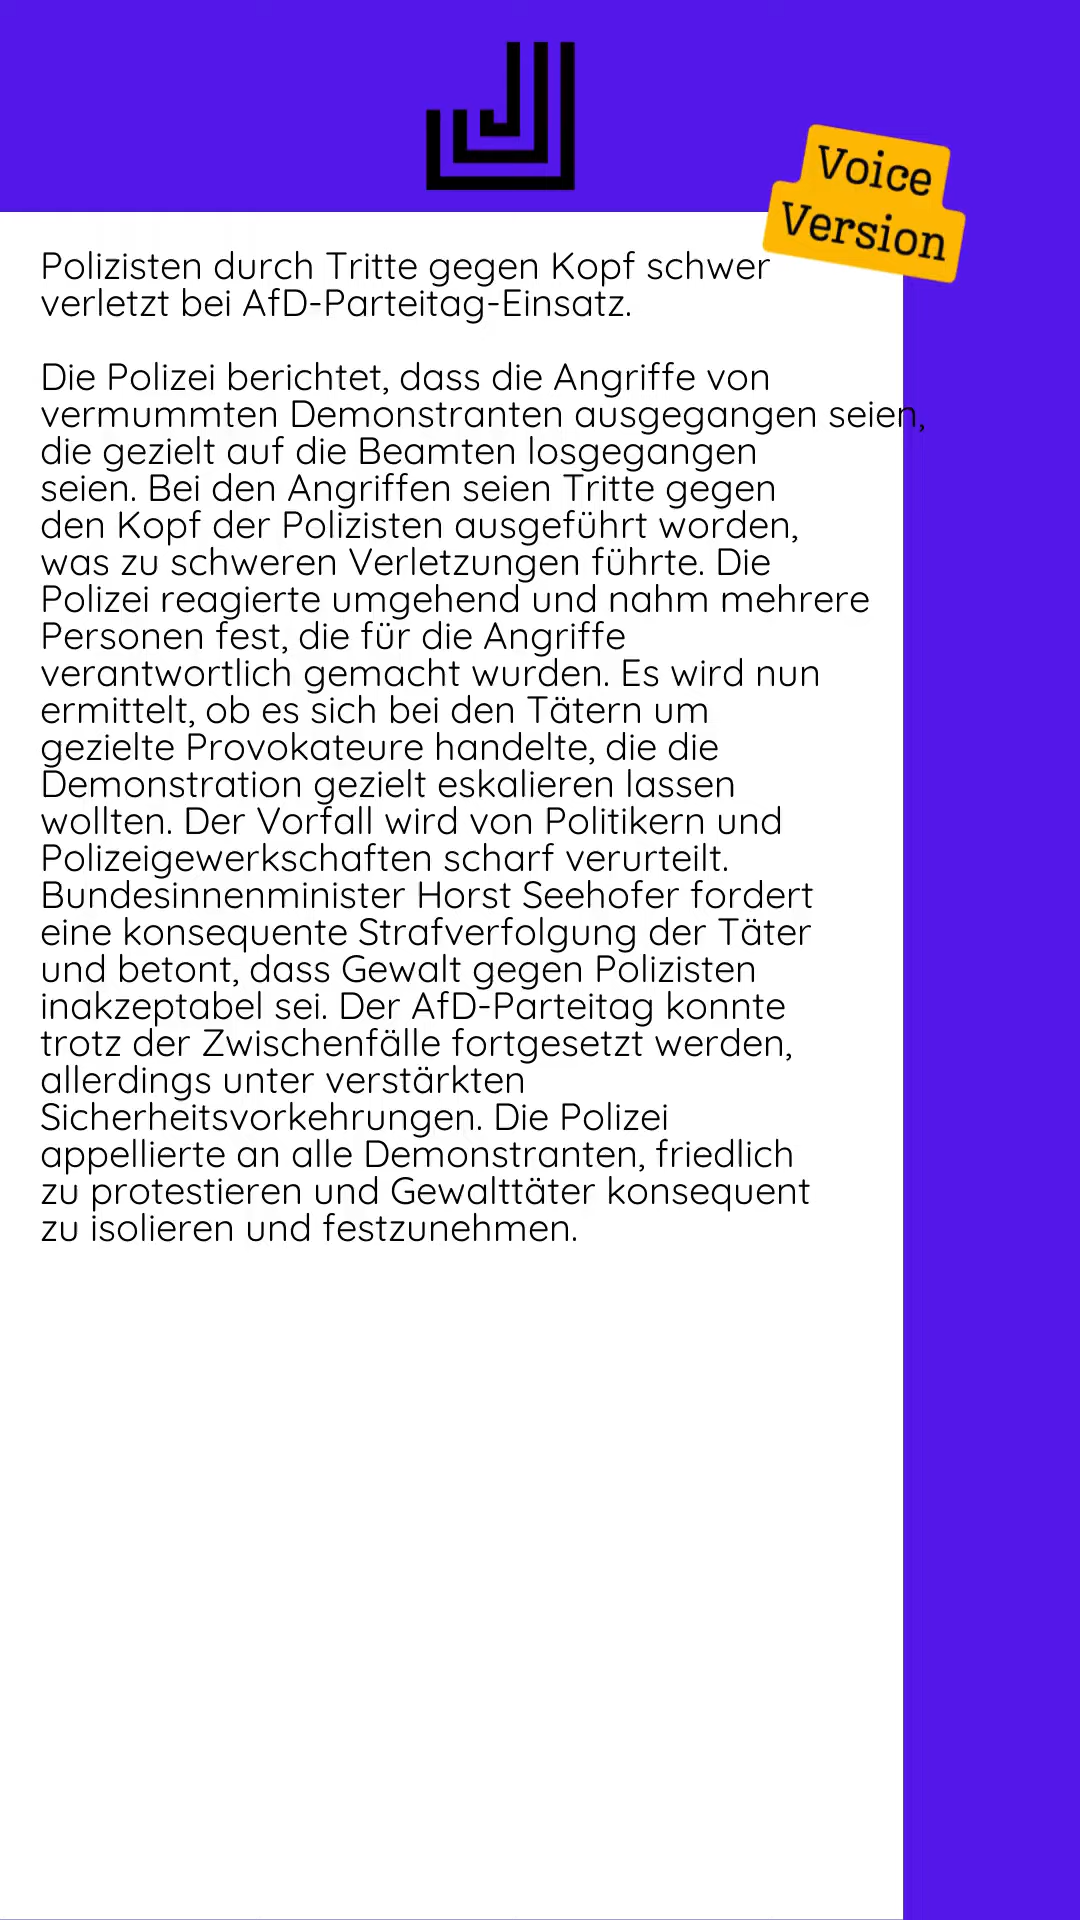 Voice
Version
Polizisten durch Tritte gegen Kopf schwer
verletzt bei AfD-Parteitag-Einsatz.
Die Polizei berichtet, dass die Angriffe von
vermummten Demonstranten ausgegangen seien,
die gezielt auf die Beamten losgegangen
seien. Bei den Angriffen seien Tritte gegen
den Kopf der Polizisten ausgeführt worden,
was zu schweren Verletzungen führte. Die
Polizei reagierte umgehend und nahm mehrere
Personen fest, die für die Angriffe
verantwortlich gemacht wurden. Es wird nun
ermittelt, ob es sich bei den Tätern um
gezielte Provokateure handelte, die die
Demonstration gezielt eskalieren lassen
wollten. Der Vorfall wird von Politikern und
Polizeigewerkschaften scharf verurteilt.
Bundesinnenminister Horst Seehofer fordert
eine konsequente Strafverfolgung der Täter
und betont, dass Gewalt gegen Polizisten
inakzeptabel sei. Der AfD-Parteitag konnte
trotz der Zwischenfälle fortgesetzt werden,
allerdings unter verstärkten
Sicherheitsvorkehrungen. Die Polizei
appellierte an alle Demonstranten, friedlich
zu protestieren und Gewalttäter konsequent
zu isolieren und festzunehmen.